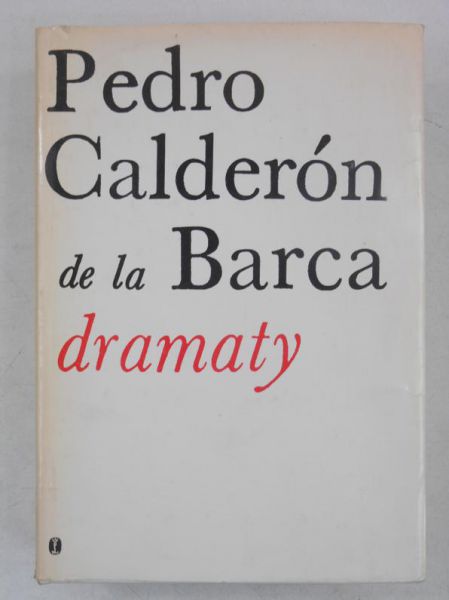 Pedro
Calderón
de la Barca
dramaty